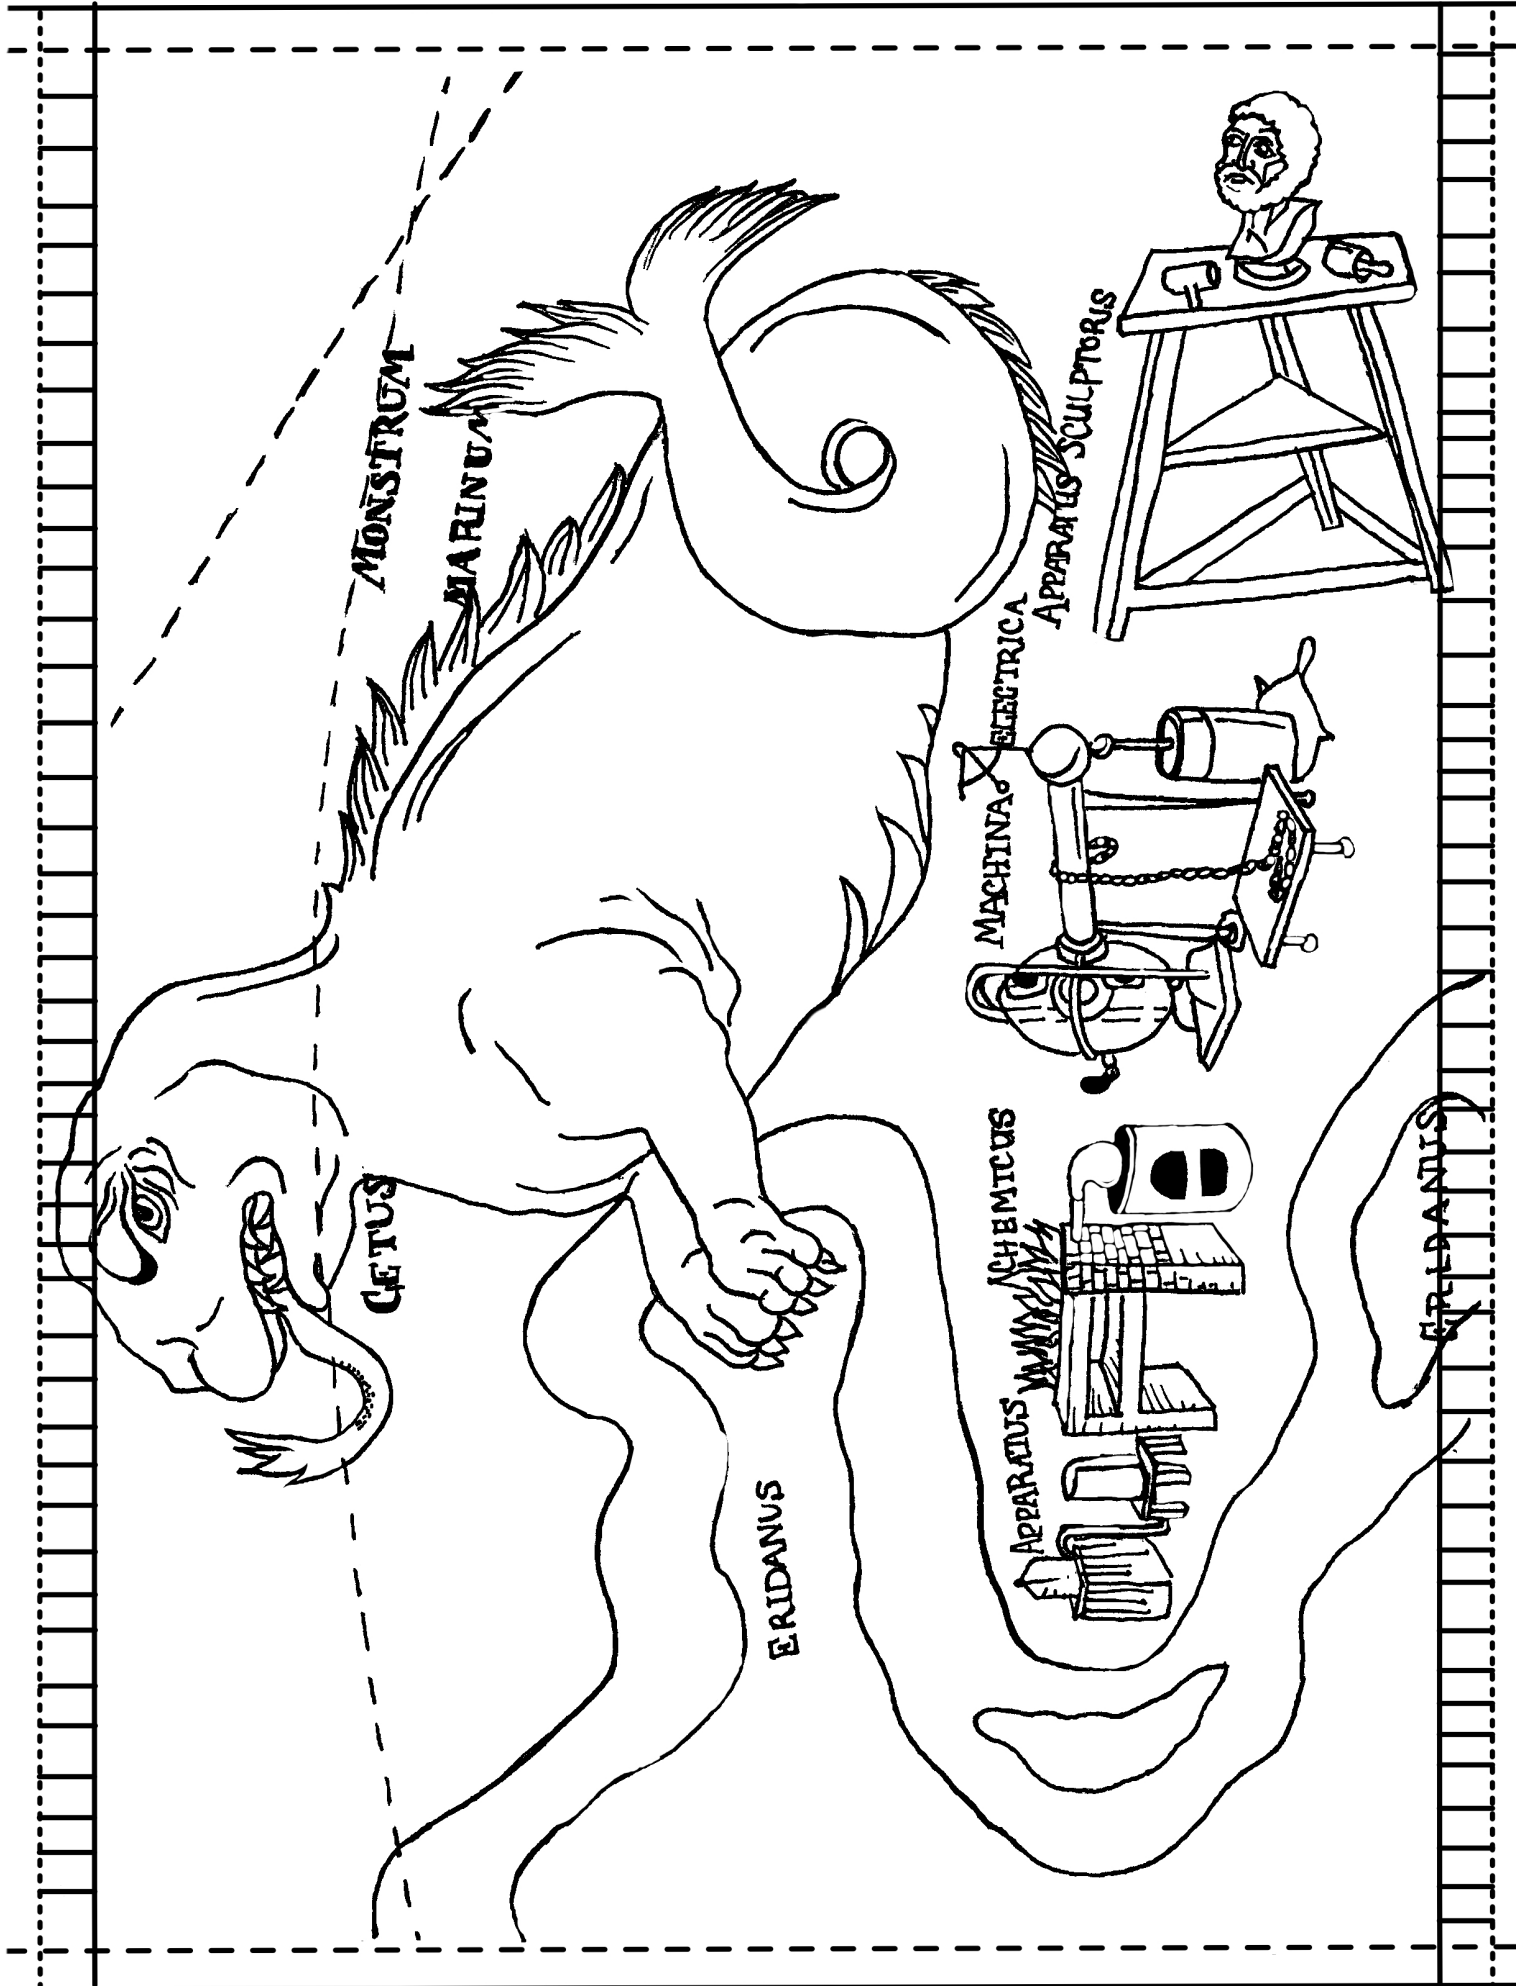 CETUS
MONSTRUM
MARINUM
ERIDANUS
APPARATUS CHEMICUS
MACHINA ELECTRICA
APPARATUS SCULPTORIS
ERIDANUS